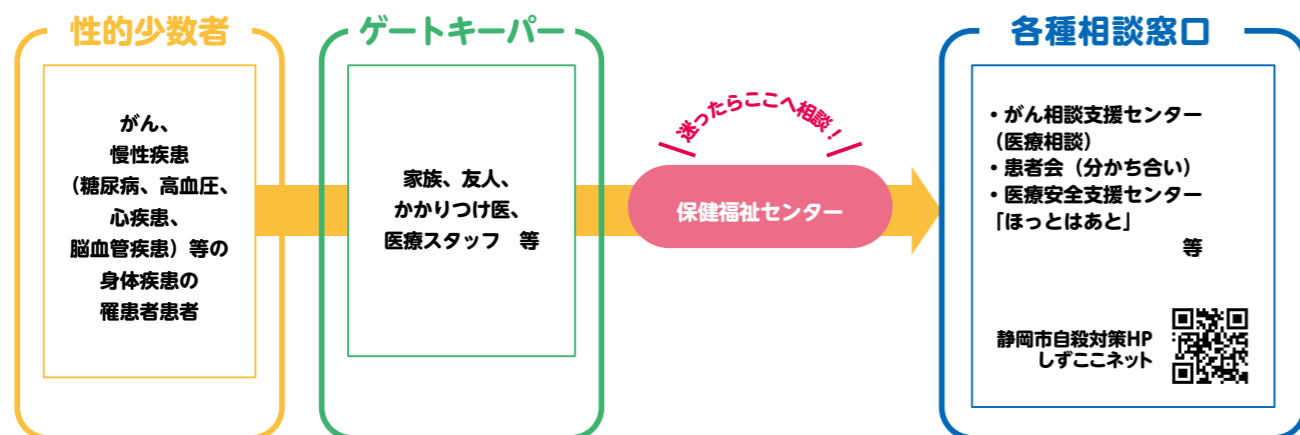 性的少数者
がん、
慢性疾患
（糖尿病、高血圧、
心疾患、
脳血管疾患）等の
身体疾患の
罹患者患者
ゲートキーパー
家族、友人、
かかりつけ医、
医療スタッフ　等
迷ったらここへ相談！
保健福祉センター
各種相談窓口
・がん相談支援センター
（医療相談）
・患者会（分かち合い）
・医療安全支援センター
「ほっとはあと」
等
静岡市自殺対策HP
しずここネット